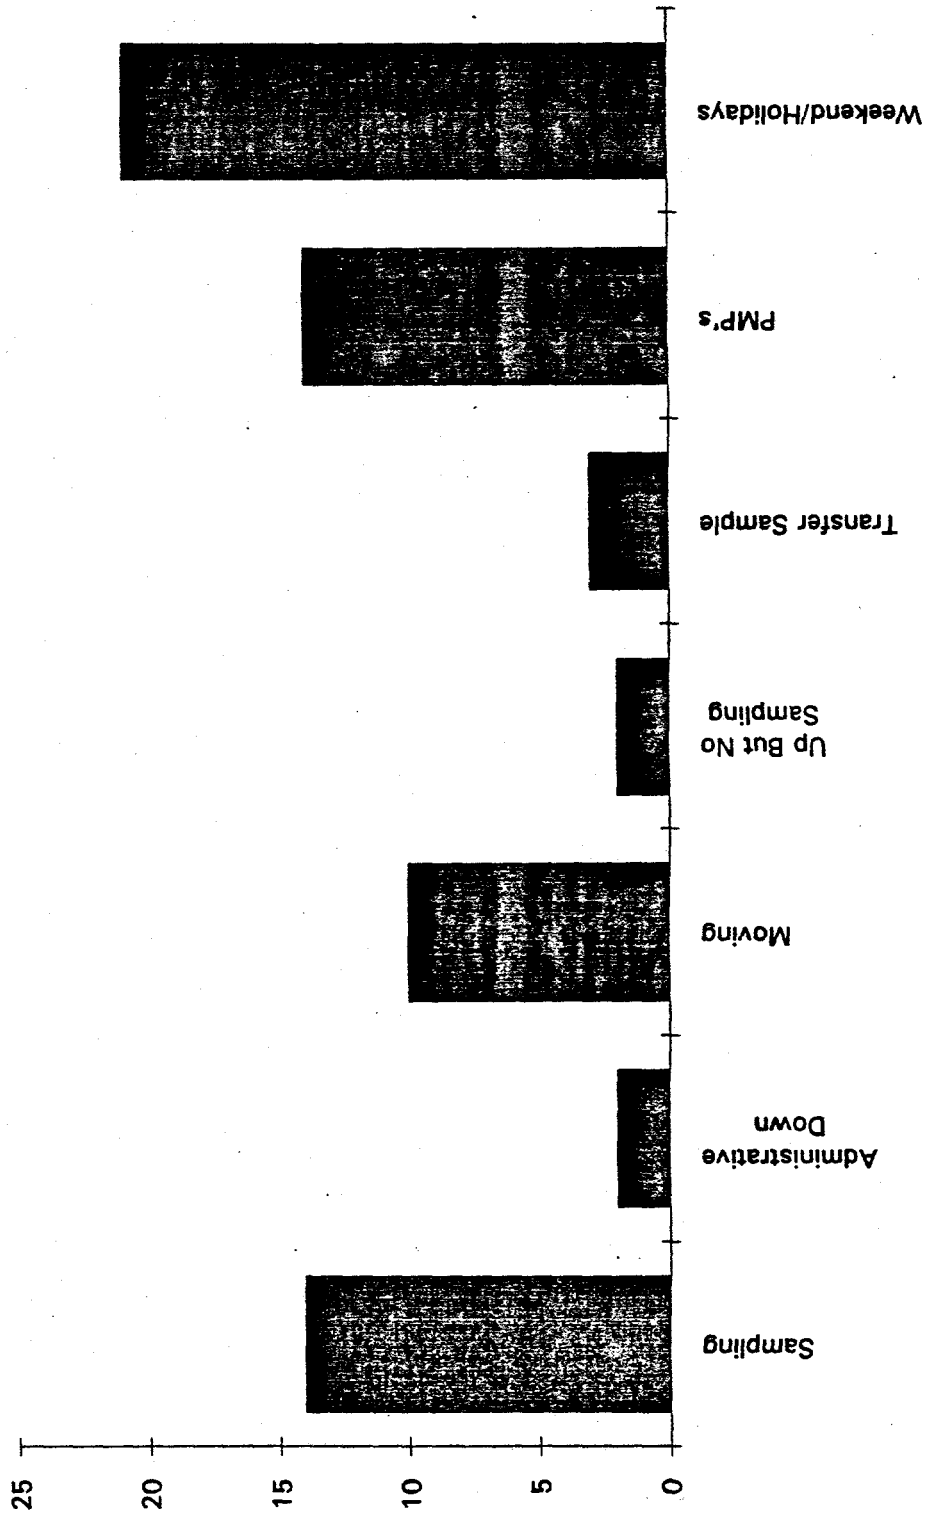 25
20
15
10
5
0
Sampling
Administrative
Down
Moving
Up But No
Sampling
Transfer Sample
PMP's
Weekend/Holidays